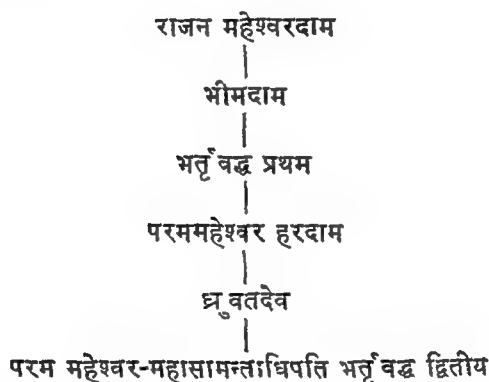 राजन महेश्वरदाम
भीमदाम
भर्तृवद्ध प्रथम
परममहेश्वर हरदाम
ध्रुवतदेव
परम महेश्वर-महासामन्ताधिपति भर्तृवद्ध द्वितीय